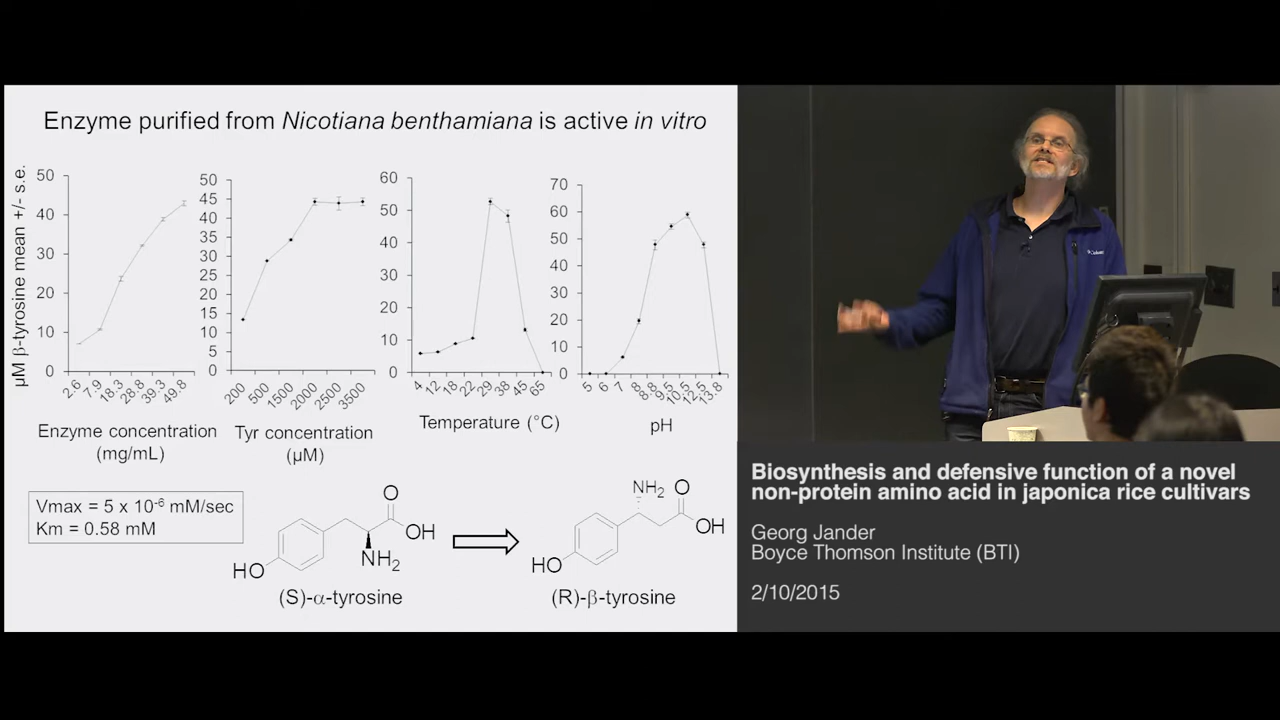 Enzyme purified from Nicotiana benthamiana is active in vitro
µM β-tyrosine mean +/- s.e.
50
40
30
20
10
0
2.6
7.9
18.3
28.8
39.3
49.8
Enzyme concentration
(mg/mL)
50
45
40
35
30
25
20
15
10
5
0
200
500
1500
2000
2500
3500
Tyr concentration
(µM)
60
50
40
30
20
10
0
4
12
18
22
29
38
45
65
Temperature (°C)
70
60
50
40
30
20
10
0
5
6
7
8
8.8
9.5
10.5
12.5
13.8
pH
Vmax = 5 x 10-6 mM/sec
Km = 0.58 mM
O
OH
NH2
HO
(S)-α-tyrosine
NH2
O
OH
HO
(R)-β-tyrosine
Columbia
Biosynthesis and defensive function of a novel
non-protein amino acid in japonica rice cultivars
Georg Jander
Boyce Thomson Institute (BTI)
2/10/2015